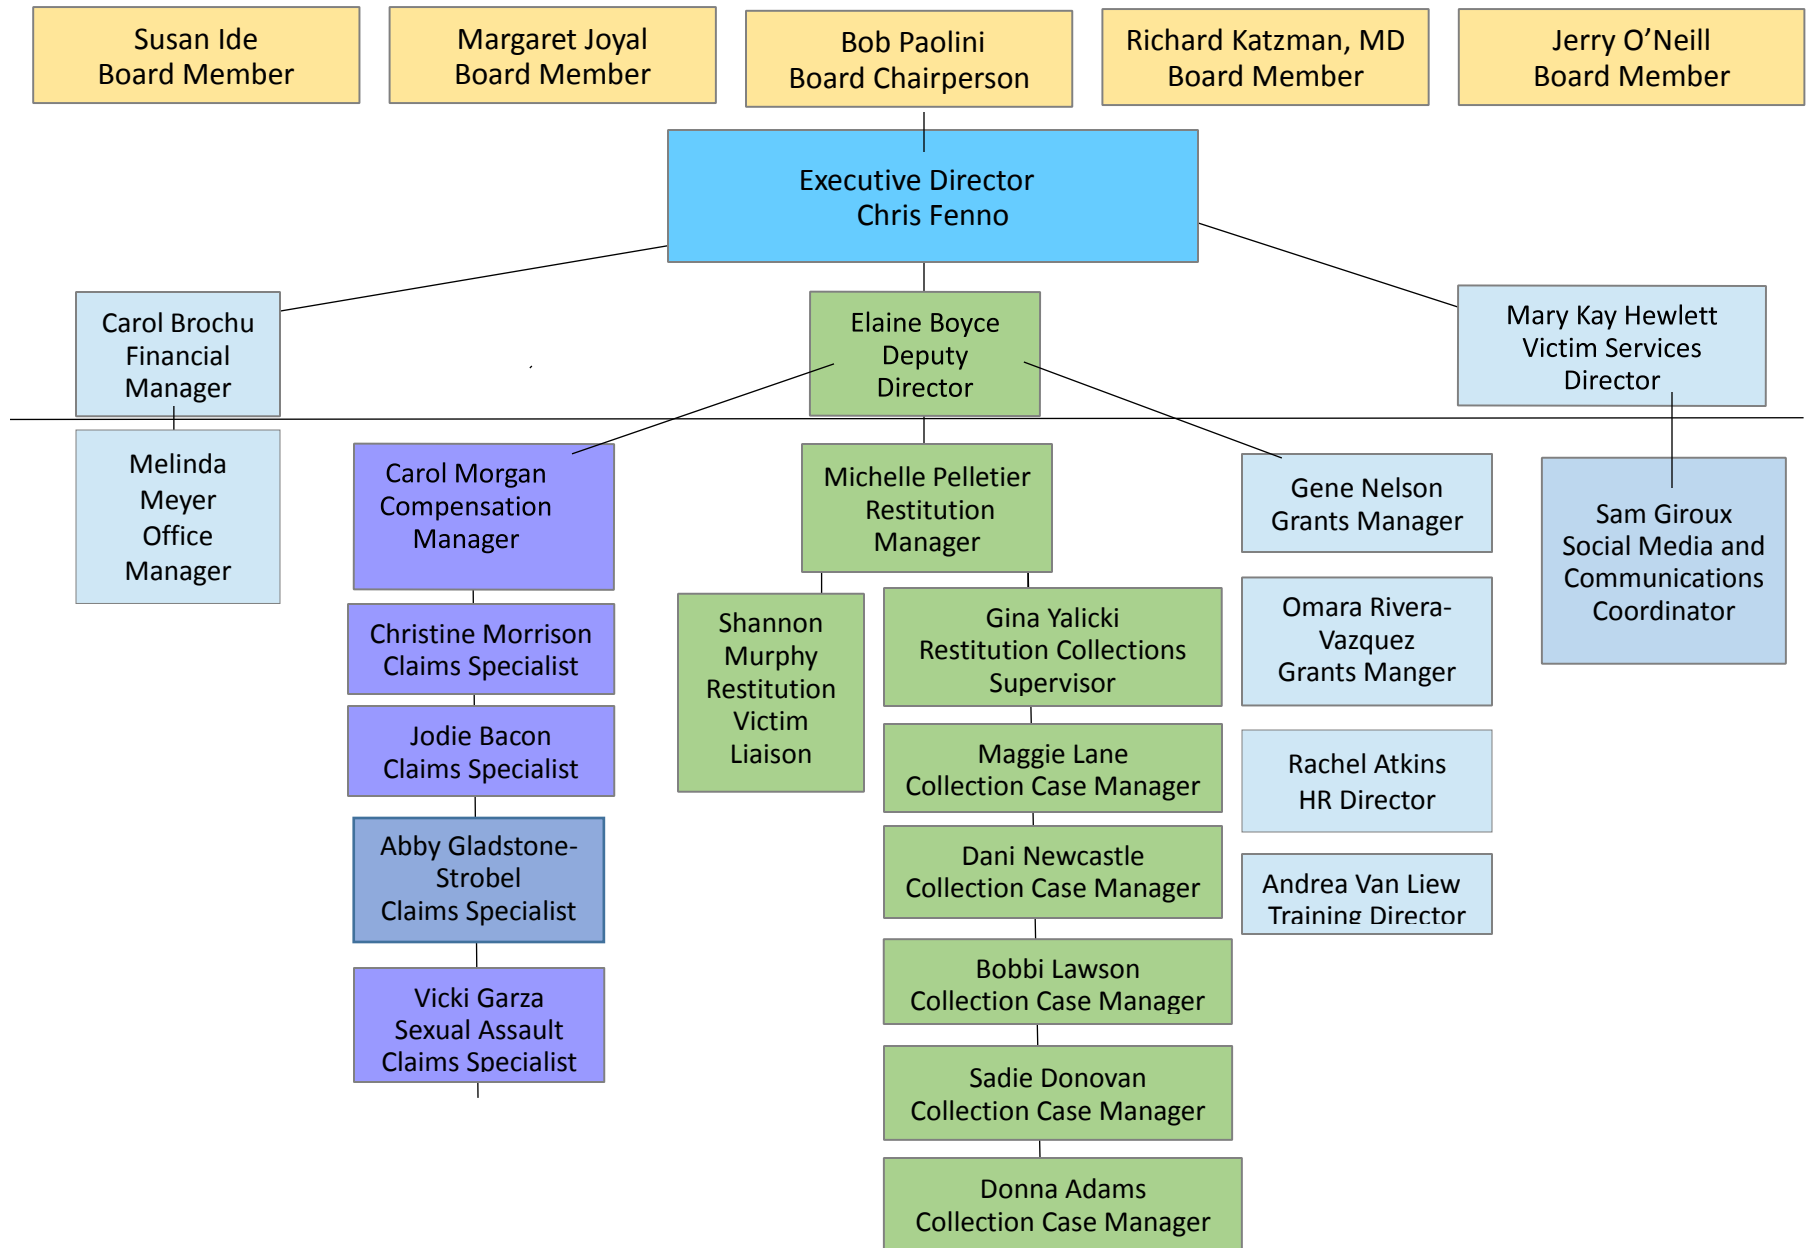 Susan Ide
Board Member
Margaret Joyal
Board Member
Bob Paolini
Board Chairperson
Richard Katzman, MD
Board Member
Jerry O’Neill
Board Member
Executive Director
Chris Fenno
Carol Brochu
Financial
Manager
Elaine Boyce
Deputy
Director
Mary Kay Hewlett
Victim Services
Director
Melinda
Meyer
Office
Manager
Carol Morgan
Compensation
Manager
Christine Morrison
Claims Specialist
Jodie Bacon
Claims Specialist
Abby Gladstone-
Strobel
Claims Specialist
Vicki Garza
Sexual Assault
Claims Specialist
Michelle Pelletier
Restitution
Manager
Shannon
Murphy
Restitution
Victim
Liaison
Gina Yalicki
Restitution Collections
Supervisor
Maggie Lane
Collection Case Manager
Dani Newcastle
Collection Case Manager
Bobbi Lawson
Collection Case Manager
Sadie Donovan
Collection Case Manager
Donna Adams
Collection Case Manager
Gene Nelson
Grants Manager
Omara Rivera-
Vazquez
Grants Manger
Rachel Atkins
HR Director
Andrea Van Liew
Training Director
Sam Giroux
Social Media and
Communications
Coordinator